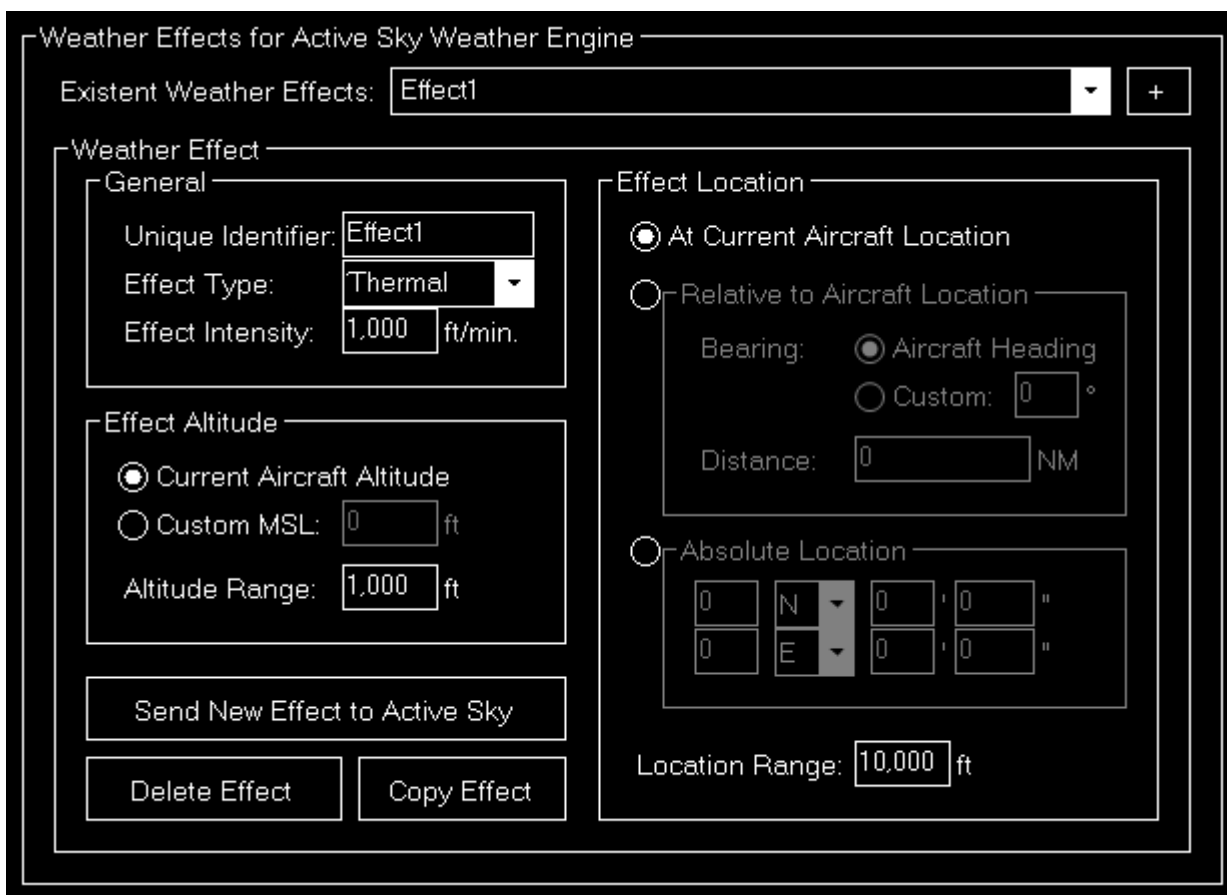 Weather Effects for Active Sky Weather Engine
Existent Weather Effects: Effect1 +
Weather Effect
General
Unique Identifier: Effect1
Effect Type: Thermal
Effect Intensity: 1,000 ft/min.
Effect Altitude
Current Aircraft Altitude
Custom MSL: 0 ft
Altitude Range: 1,000 ft
Send New Effect to Active Sky
Delete Effect Copy Effect
Effect Location
At Current Aircraft Location
Relative to Aircraft Location
Bearing: Aircraft Heading
Custom: 0 °
Distance: 0 NM
Absolute Location
0 N 0 ' 0 "
0 E 0 ' 0 "
Location Range: 10,000 ft